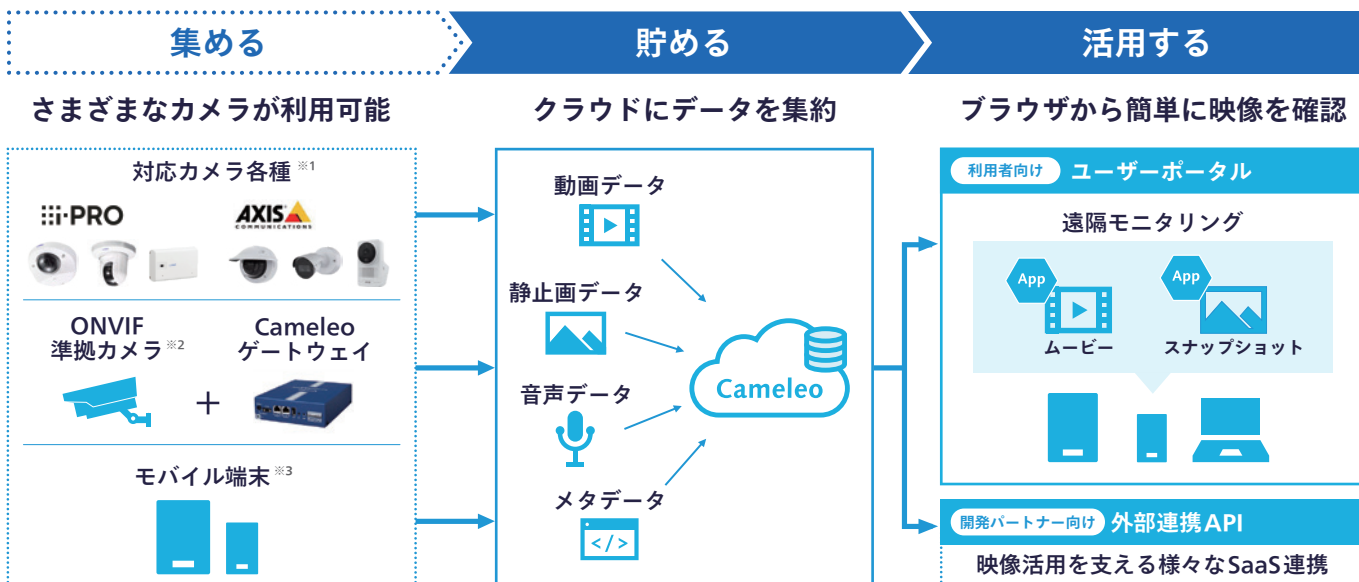 集める
貯める
活用する
さまざまなカメラが利用可能
クラウドにデータを集約
ブラウザから簡単に映像を確認
対応カメラ各種 ※1
i-PRO
AXIS
COMMUNICATIONS
ONVIF
準拠カメラ ※2
+
Cameleo
ゲートウェイ
モバイル端末 ※3
動画データ
静止画データ
音声データ
メタデータ
</>
Cameleo
利用者向け ユーザーポータル
遠隔モニタリング
App
ムービー
App
スナップショット
開発パートナー向け 外部連携API
映像活用を支える様々なSaaS連携